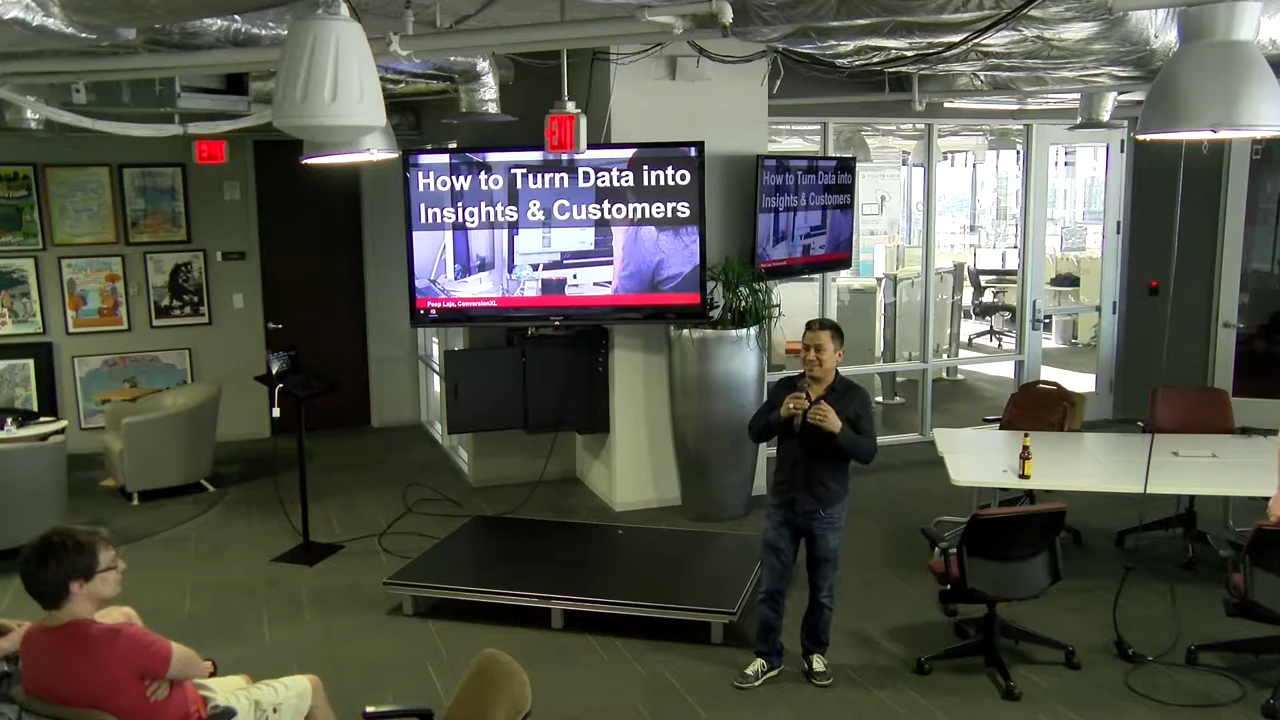 EXIT
EXIT
How to Turn Data into
Insights & Customers
Peep Laja, ConversionXL
How to Turn Data into
Insights & Customers